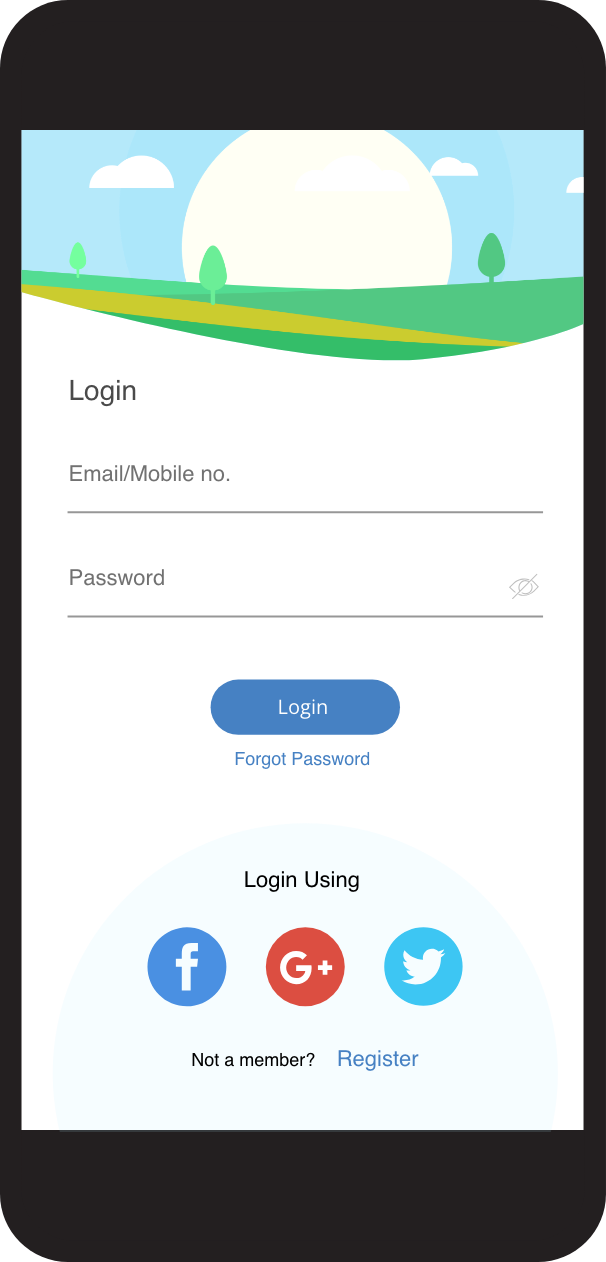 Login
Email/Mobile no.
Password
Login
Forgot Password
Login Using
f G+
Not a member? Register